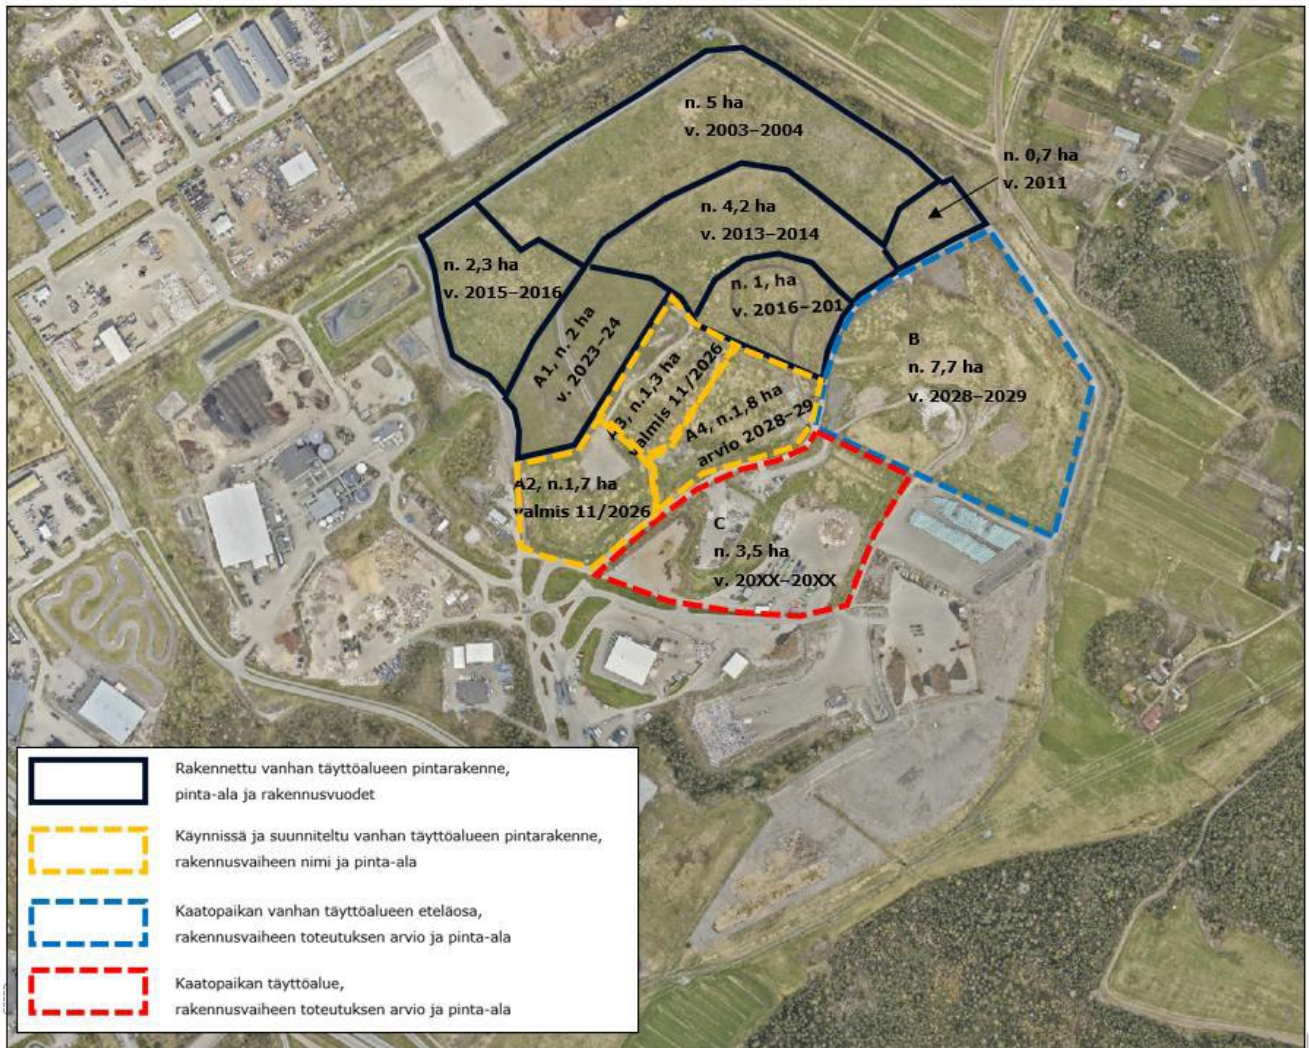 n. 5 ha
v. 2003–2004
n. 0,7 ha
v. 2011
n. 4,2 ha
v. 2013–2014
n. 2,3 ha
v. 2015–2016
n. 1, ha
v. 2016–201
A1, n. 2 ha
v. 2023–24
A3, n.1,3 ha
valmis 11/2026
A4, n.1,8 ha
arvio 2028–29
B
n. 7,7 ha
v. 2028–2029
A2, n.1,7 ha
valmis 11/2026
C
n. 3,5 ha
v. 20XX–20XX
Rakennettu vanhan täyttöalueen pintarakenne,
pinta-ala ja rakennusvuodet
Käynnissä ja suunniteltu vanhan täyttöalueen pintarakenne,
rakennusvaiheen nimi ja pinta-ala
Kaatopaikan vanhan täyttöalueen eteläosa,
rakennusvaiheen toteutuksen arvio ja pinta-ala
Kaatopaikan täyttöalue,
rakennusvaiheen toteutuksen arvio ja pinta-ala